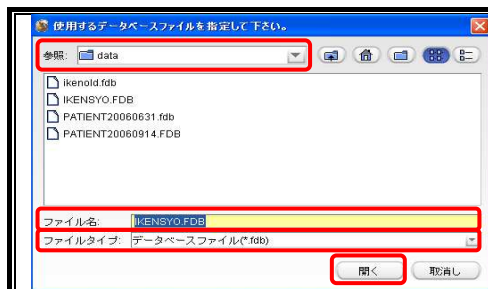 使用するデータベースファイルを指定して下さい。
参照: data
ikenold.fdb
IKENSYO.FDB
PATIENT20060631.fdb
PATIENT20060914.FDB
ファイル名: IKENSYO.FDB
ファイルタイプ: データベースファイル(*.fdb)
開く 取消し